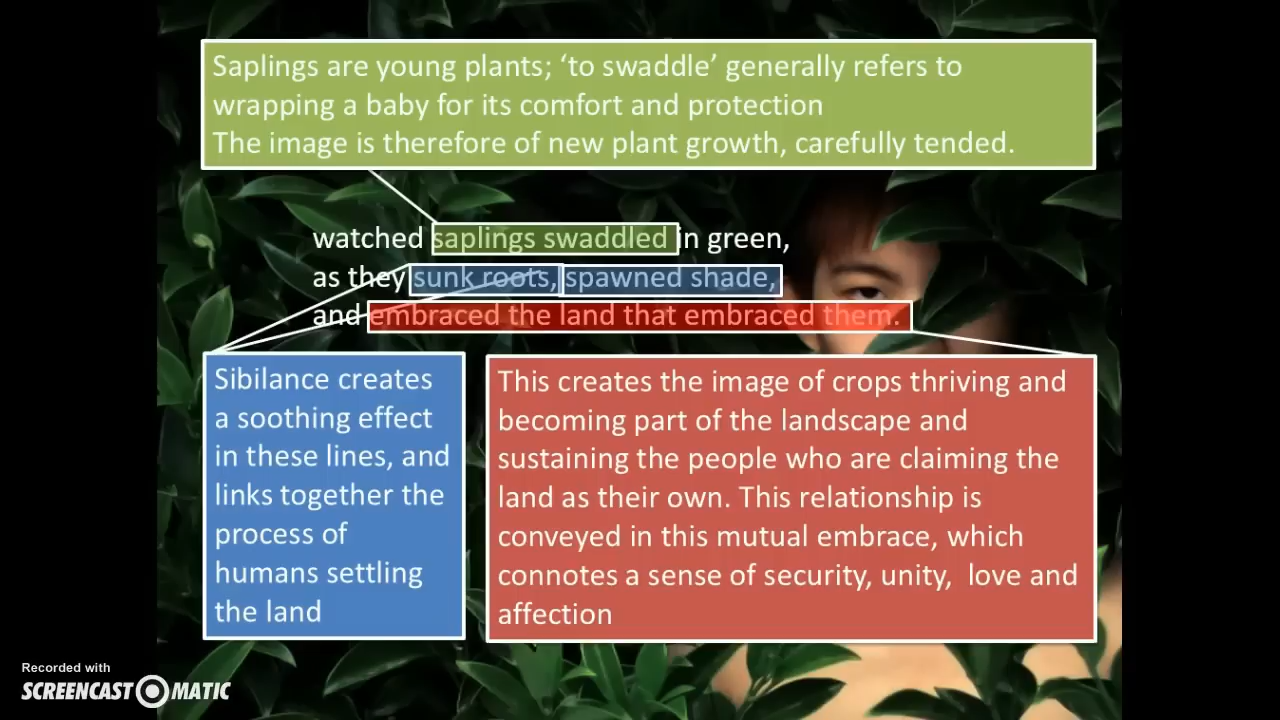 Saplings are young plants; ‘to swaddle’ generally refers to
wrapping a baby for its comfort and protection
The image is therefore of new plant growth, carefully tended.
watched saplings swaddled in green,
as they sunk roots, spawned shade,
and embraced the land that embraced them.
Sibilance creates
a soothing effect
in these lines, and
links together the
process of
humans settling
the land
This creates the image of crops thriving and
becoming part of the landscape and
sustaining the people who are claiming the
land as their own. This relationship is
conveyed in this mutual embrace, which
connotes a sense of security, unity,  love and
affection
Recorded with
SCREENCAST-O-MATIC